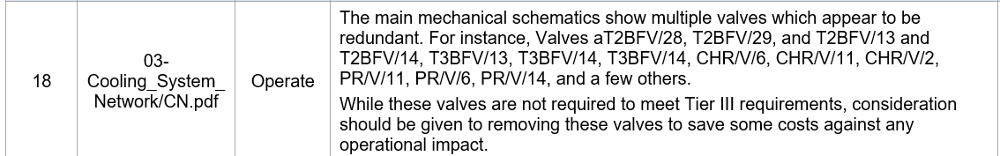 18
03-
Cooling_System_
Network/CN.pdf
Operate
The main mechanical schematics show multiple valves which appear to be
redundant. For instance, Valves aT2BFV/28, T2BFV/29, and T2BFV/13 and
T2BFV/14, T3BFV/13, T3BFV/14, T3BFV/14, CHR/V/6, CHR/V/11, CHR/V/2,
PR/V/11, PR/V/6, PR/V/14, and a few others.
While these valves are not required to meet Tier III requirements, consideration
should be given to removing these valves to save some costs against any
operational impact.